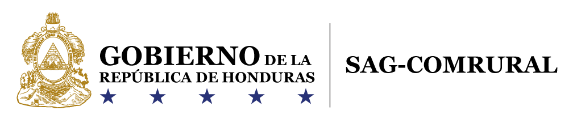 GOBIERNO DE LA
REPÚBLICA DE HONDURAS
SAG-COMRURAL